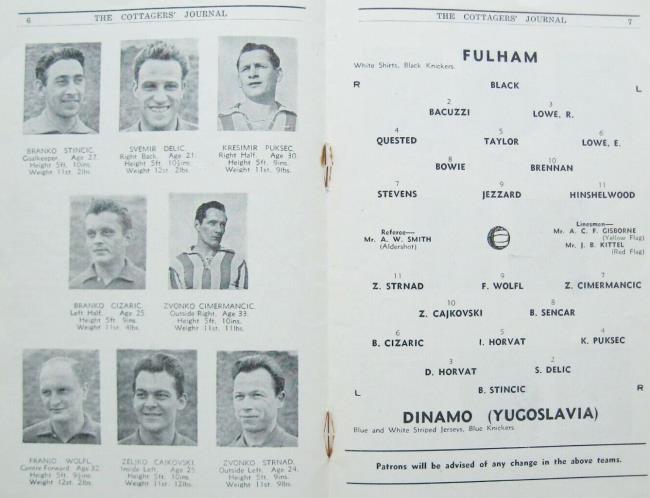 6 THE COTTAGERS' JOURNAL
BRANKO STINCIC.
Goalkeeper. Age 27.
Height 5ft. 10ins.
Weight 11st. 2lbs.
SVEMIR DELIC.
Right Back. Age 21.
Height 5ft. 10½ins.
Weight 12st. 2lbs.
KRESIMIR PUKSEC.
Right Half. Age 30.
Height 5ft. 9ins.
Weight 11st. 9lbs.
BRANKO CIZARIC.
Left Half. Age 25.
Height 5ft. 9ins.
Weight 11st. 4lbs.
ZVONKO CIMERMANCIC.
Outside Right. Age 33.
Height 5ft. 10ins.
Weight 11st. 11lbs.
FRANJO WOLFL.
Centre Forward. Age 32.
Height 5ft. 9½ins.
Weight 12st. 2lbs.
ZELJKO CAJKOVSKI.
Inside Left. Age 25.
Height 5ft. 10ins.
Weight 11st. 12lbs.
ZVONKO STRNAD.
Outside Left. Age 24.
Height 5ft. 9ins.
Weight 11st. 9lbs.
THE COTTAGERS' JOURNAL 7
FULHAM
White Shirts, Black Knickers.
R BLACK L
2 3
BACUZZI LOWE, R.
4 5 6
QUESTED TAYLOR LOWE, E.
8 10
BOWIE BRENNAN
7 9 11
STEVENS JEZZARD HINSHELWOOD
Referee—
Mr. A. W. SMITH
(Aldershot)
Linesmen—
Mr. A. C. F. GISBORNE
(Yellow Flag)
Mr. J. B. KITTEL
(Red Flag)
11 9 7
Z. STRNAD F. WOLFL Z. CIMERMANCIC
10 8
Z. CAJKOVSKI B. SENCAR
6 5 4
B. CIZARIC I. HORVAT K. PUKSEC
3 2
D. HORVAT S. DELIC
L B. STINCIC R
DINAMO (YUGOSLAVIA)
Blue and White Striped Jerseys, Blue Knickers.
Patrons will be advised of any change in the above teams.